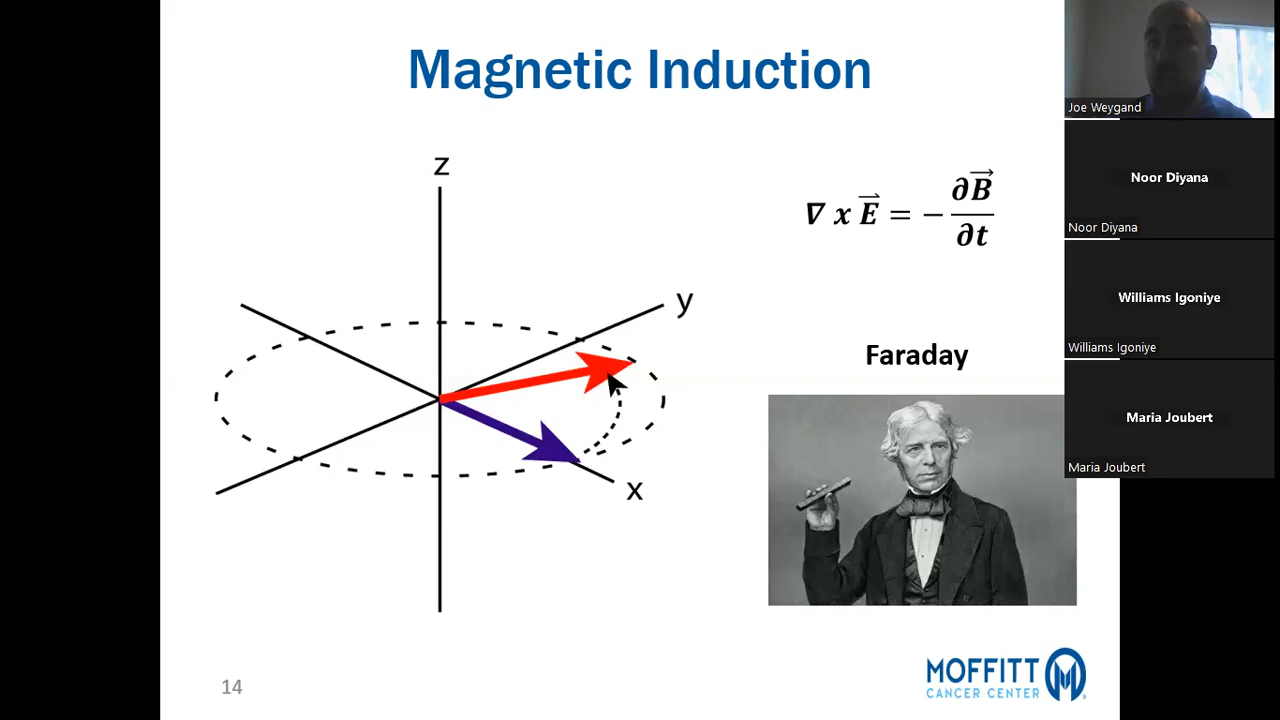 Magnetic Induction
z
y
x
∇ x E⃗ = − ∂B⃗ / ∂t
Faraday
MOFFITT
CANCER CENTER
14
Joe Weygand
Noor Diyana
Noor Diyana
Williams Igoniye
Williams Igoniye
Maria Joubert
Maria Joubert